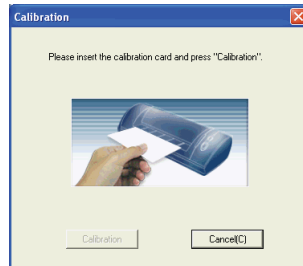 Calibration
Please insert the calibration card and press "Calibration".
Calibration
Cancel(C)